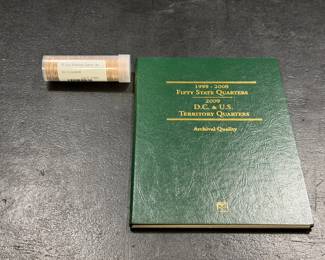 1999 - 2008
FIFTY STATE QUARTERS
2009
D.C. & U.S.
TERRITORY QUARTERS
Archival Quality